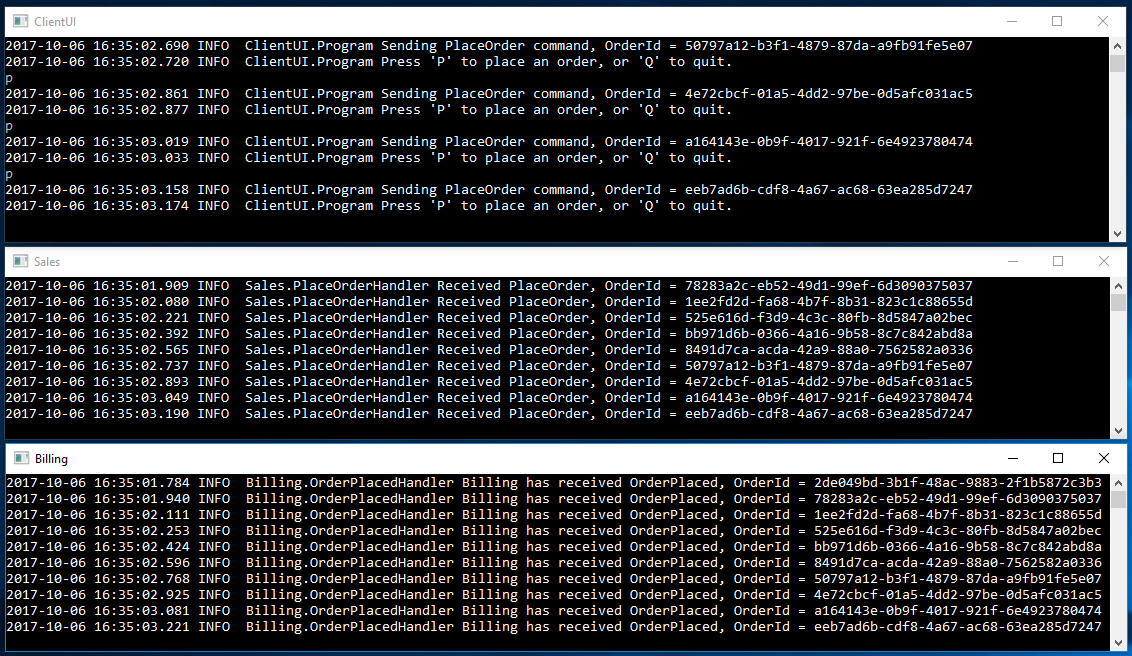 ClientUI
2017-10-06 16:35:02.690 INFO  ClientUI.Program Sending PlaceOrder command, OrderId = 50797a12-b3f1-4879-87da-a9fb91fe5e07
2017-10-06 16:35:02.720 INFO  ClientUI.Program Press 'P' to place an order, or 'Q' to quit.
p
2017-10-06 16:35:02.861 INFO  ClientUI.Program Sending PlaceOrder command, OrderId = 4e72cbcf-01a5-4dd2-97be-0d5afc031ac5
2017-10-06 16:35:02.877 INFO  ClientUI.Program Press 'P' to place an order, or 'Q' to quit.
p
2017-10-06 16:35:03.019 INFO  ClientUI.Program Sending PlaceOrder command, OrderId = a164143e-0b9f-4017-921f-6e4923780474
2017-10-06 16:35:03.033 INFO  ClientUI.Program Press 'P' to place an order, or 'Q' to quit.
p
2017-10-06 16:35:03.158 INFO  ClientUI.Program Sending PlaceOrder command, OrderId = eeb7ad6b-cdf8-4a67-ac68-63ea285d7247
2017-10-06 16:35:03.174 INFO  ClientUI.Program Press 'P' to place an order, or 'Q' to quit.
Sales
2017-10-06 16:35:01.909 INFO  Sales.PlaceOrderHandler Received PlaceOrder, OrderId = 78283a2c-eb52-49d1-99ef-6d3090375037
2017-10-06 16:35:02.080 INFO  Sales.PlaceOrderHandler Received PlaceOrder, OrderId = 1ee2fd2d-fa68-4b7f-8b31-823c1c88655d
2017-10-06 16:35:02.221 INFO  Sales.PlaceOrderHandler Received PlaceOrder, OrderId = 525e616d-f3d9-4c3c-80fb-8d5847a02bec
2017-10-06 16:35:02.392 INFO  Sales.PlaceOrderHandler Received PlaceOrder, OrderId = bb971d6b-0366-4a16-9b58-8c7c842abd8a
2017-10-06 16:35:02.565 INFO  Sales.PlaceOrderHandler Received PlaceOrder, OrderId = 8491d7ca-acda-42a9-88a0-7562582a0336
2017-10-06 16:35:02.737 INFO  Sales.PlaceOrderHandler Received PlaceOrder, OrderId = 50797a12-b3f1-4879-87da-a9fb91fe5e07
2017-10-06 16:35:02.893 INFO  Sales.PlaceOrderHandler Received PlaceOrder, OrderId = 4e72cbcf-01a5-4dd2-97be-0d5afc031ac5
2017-10-06 16:35:03.049 INFO  Sales.PlaceOrderHandler Received PlaceOrder, OrderId = a164143e-0b9f-4017-921f-6e4923780474
2017-10-06 16:35:03.190 INFO  Sales.PlaceOrderHandler Received PlaceOrder, OrderId = eeb7ad6b-cdf8-4a67-ac68-63ea285d7247
Billing
2017-10-06 16:35:01.784 INFO  Billing.OrderPlacedHandler Billing has received OrderPlaced, OrderId = 2de049bd-3b1f-48ac-9883-2f1b5872c3b3
2017-10-06 16:35:01.940 INFO  Billing.OrderPlacedHandler Billing has received OrderPlaced, OrderId = 78283a2c-eb52-49d1-99ef-6d3090375037
2017-10-06 16:35:02.111 INFO  Billing.OrderPlacedHandler Billing has received OrderPlaced, OrderId = 1ee2fd2d-fa68-4b7f-8b31-823c1c88655d
2017-10-06 16:35:02.253 INFO  Billing.OrderPlacedHandler Billing has received OrderPlaced, OrderId = 525e616d-f3d9-4c3c-80fb-8d5847a02bec
2017-10-06 16:35:02.424 INFO  Billing.OrderPlacedHandler Billing has received OrderPlaced, OrderId = bb971d6b-0366-4a16-9b58-8c7c842abd8a
2017-10-06 16:35:02.596 INFO  Billing.OrderPlacedHandler Billing has received OrderPlaced, OrderId = 8491d7ca-acda-42a9-88a0-7562582a0336
2017-10-06 16:35:02.768 INFO  Billing.OrderPlacedHandler Billing has received OrderPlaced, OrderId = 50797a12-b3f1-4879-87da-a9fb91fe5e07
2017-10-06 16:35:02.925 INFO  Billing.OrderPlacedHandler Billing has received OrderPlaced, OrderId = 4e72cbcf-01a5-4dd2-97be-0d5afc031ac5
2017-10-06 16:35:03.081 INFO  Billing.OrderPlacedHandler Billing has received OrderPlaced, OrderId = a164143e-0b9f-4017-921f-6e4923780474
2017-10-06 16:35:03.221 INFO  Billing.OrderPlacedHandler Billing has received OrderPlaced, OrderId = eeb7ad6b-cdf8-4a67-ac68-63ea285d7247